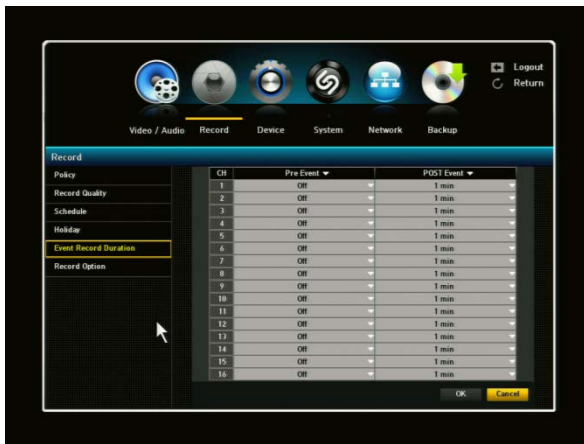 Logout
Return
Video / Audio Record Device System Network Backup
Record
Policy
Record Quality
Schedule
Holiday
Event Record Duration
Record Option
CH Pre Event POST Event
1 Off 1 min
2 Off 1 min
3 Off 1 min
4 Off 1 min
5 Off 1 min
6 Off 1 min
7 Off 1 min
8 Off 1 min
9 Off 1 min
10 Off 1 min
11 Off 1 min
12 Off 1 min
13 Off 1 min
14 Off 1 min
15 Off 1 min
16 Off 1 min
OK Cancel